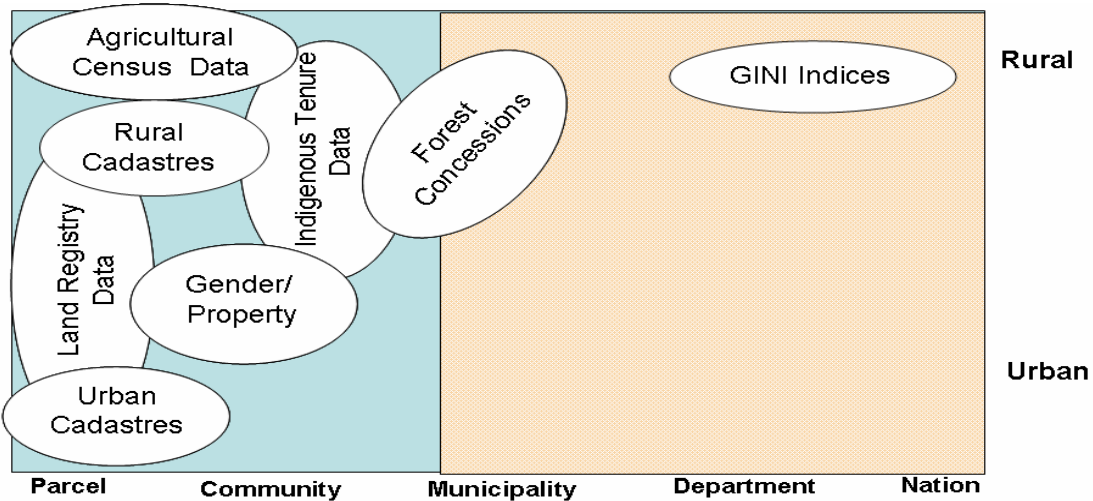 Agricultural
Census Data
Rural
Cadastres
Indigenous Tenure
Data
Forest
Concessions
GINI Indices
Rural
Land Registry
Data
Gender/
Property
Urban
Cadastres
Urban
Parcel
Community
Municipality
Department
Nation